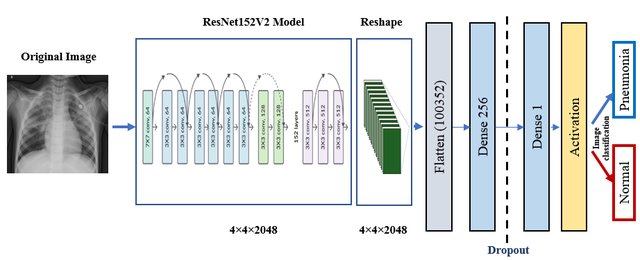 Original Image
ResNet152V2 Model
Reshape
7X7 conv, 64
3X3 conv, 64
3X3 conv, 64
3X3 conv, 64
3X3 conv, 64
3X3 conv, 64
3X3 conv, 128
3X3 conv, 128
152 layers
3X3 conv, 512
3X3 conv, 512
3X3 conv, 512
4×4×2048
4×4×2048
Flatten (100352)
Dense 256
Dropout
Dense 1
Activation
Image
classification
Pneumonia
Normal